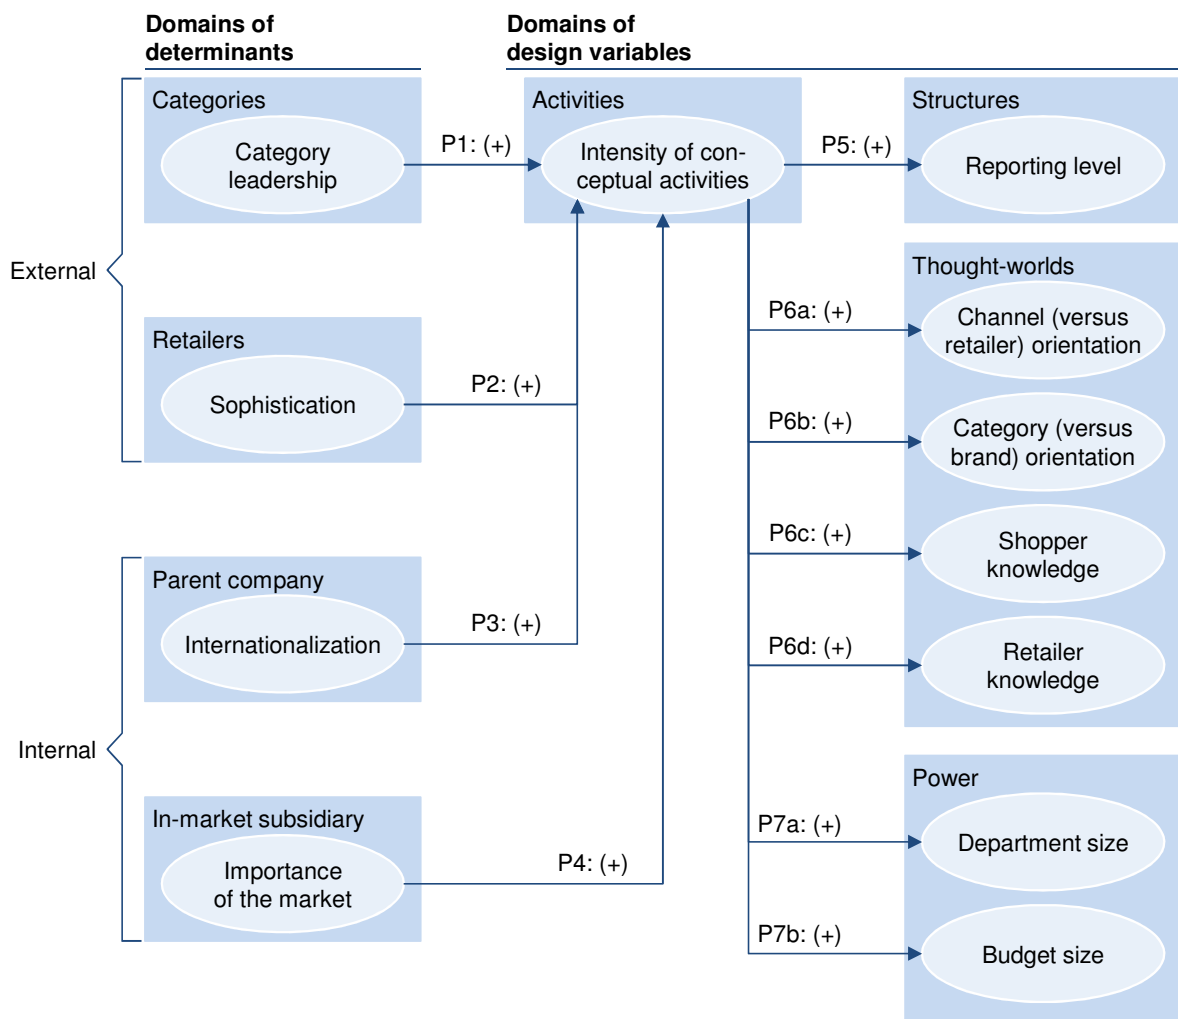 Domains of
determinants
Domains of
design variables
Categories
Activities
Structures
Category
leadership
P1: (+)
Intensity of con-
ceptual activities
P5: (+)
Reporting level
External
Thought-worlds
Retailers
Sophistication
P2: (+)
P6a: (+)
Channel (versus
retailer) orientation
P6b: (+)
Category (versus
brand) orientation
P6c: (+)
Shopper
knowledge
Parent company
Internationalization
P3: (+)
P6d: (+)
Retailer
knowledge
Internal
In-market subsidiary
Importance
of the market
P4: (+)
Power
P7a: (+)
Department size
P7b: (+)
Budget size